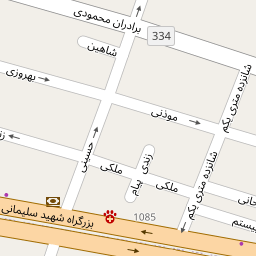 برادران محمودی
334
شاهین
بهروزی
شانزده متری یکم
موذنی
حسینی
ملکی
زندی
پیام
ملکی
شانزده متری یکم
بزرگراه شهید سلیمانی
1085